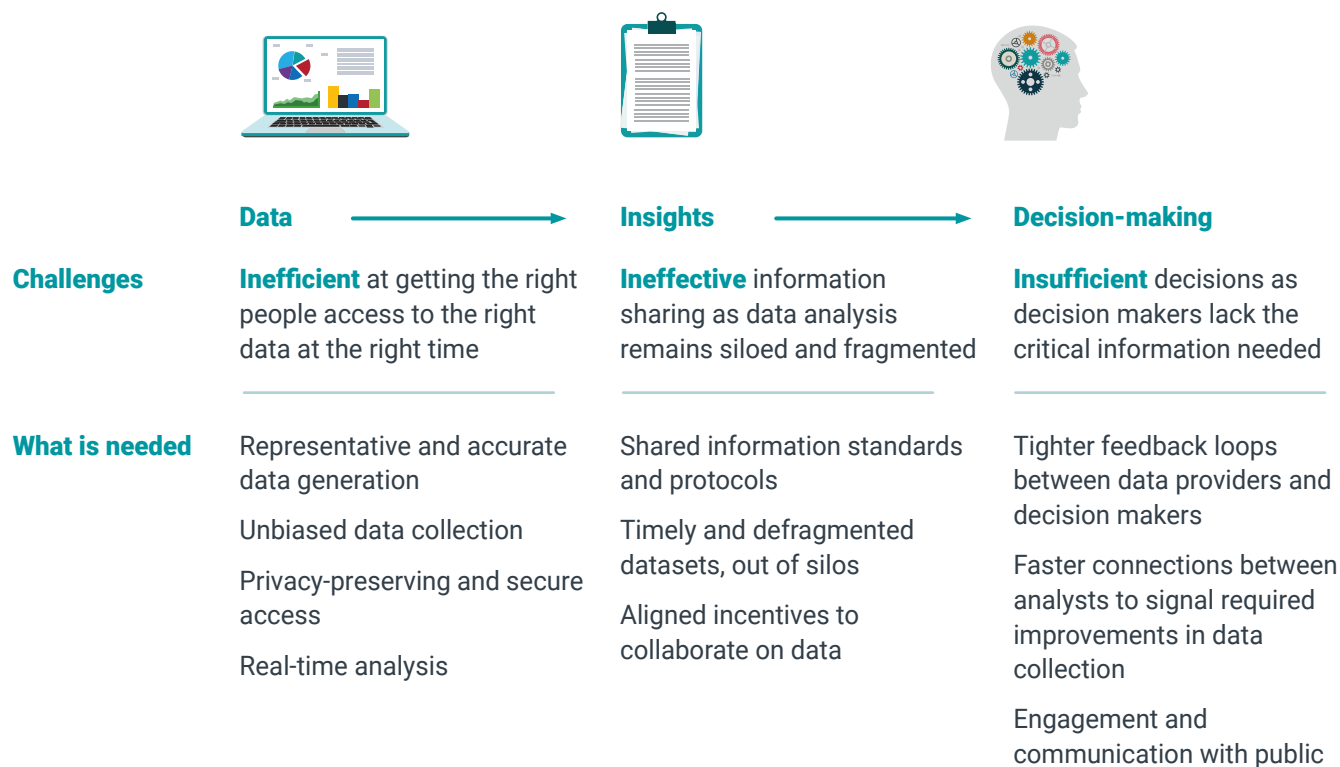 Data
Insights
Decision-making
Challenges
Inefficient at getting the right
people access to the right
data at the right time
Ineffective information
sharing as data analysis
remains siloed and fragmented
Insufficient decisions as
decision makers lack the
critical information needed
What is needed
Representative and accurate
data generation
Unbiased data collection
Privacy-preserving and secure
access
Real-time analysis
Shared information standards
and protocols
Timely and defragmented
datasets, out of silos
Aligned incentives to
collaborate on data
Tighter feedback loops
between data providers and
decision makers
Faster connections between
analysts to signal required
improvements in data
collection
Engagement and
communication with public